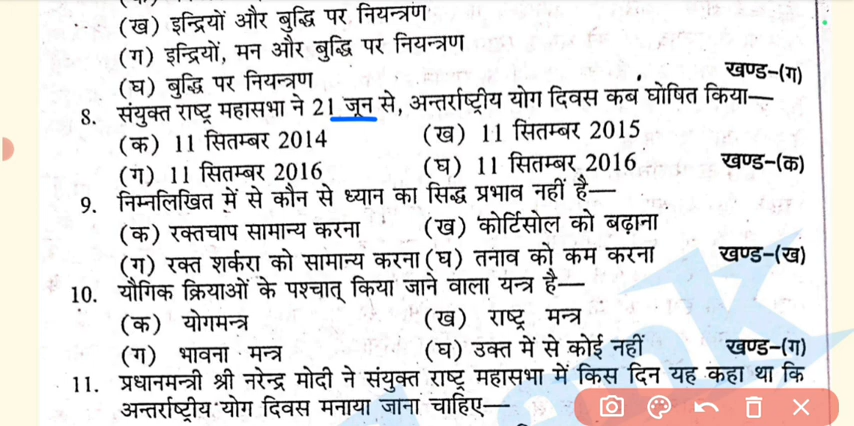 (ख) इन्द्रियों और बुद्धि पर नियन्त्रण
(ग) इन्द्रियों, मन और बुद्धि पर नियन्त्रण
(घ) बुद्धि पर नियन्त्रण खण्ड-(ग)
8. संयुक्त राष्ट्र महासभा ने 21 जून से, अन्तर्राष्ट्रीय योग दिवस कब घोषित किया—
(क) 11 सितम्बर 2014 (ख) 11 सितम्बर 2015
(ग) 11 सितम्बर 2016 (घ) 11 सितम्बर 2016 खण्ड-(क)
9. निम्नलिखित में से कौन से ध्यान का सिद्ध प्रभाव नहीं है—
(क) रक्तचाप सामान्य करना (ख) कोर्टिसोल को बढ़ाना
(ग) रक्त शर्करा को सामान्य करना (घ) तनाव को कम करना खण्ड-(ख)
10. यौगिक क्रियाओं के पश्चात् किया जाने वाला यन्त्र है—
(क) योगमन्त्र (ख) राष्ट्र मन्त्र
(ग) भावना मन्त्र (घ) उक्त में से कोई नहीं खण्ड-(ग)
11. प्रधानमन्त्री श्री नरेन्द्र मोदी ने संयुक्त राष्ट्र महासभा में किस दिन यह कहा था कि
अन्तर्राष्ट्रीय योग दिवस मनाया जाना चाहिए—